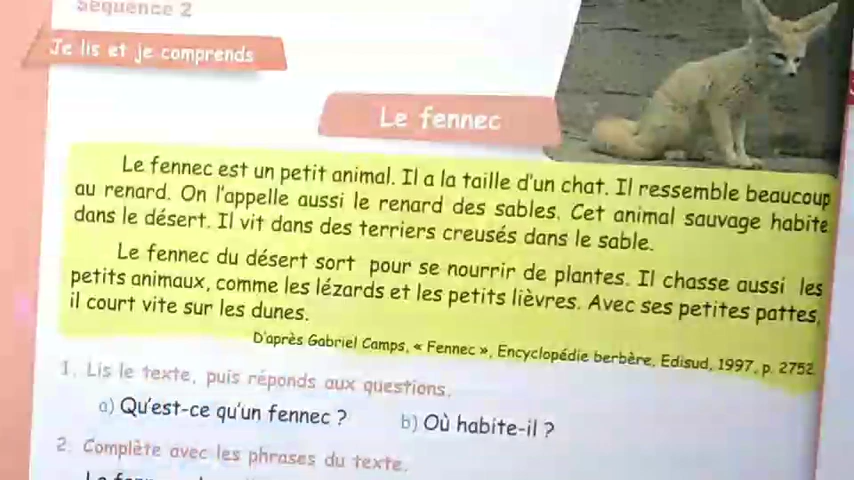 Séquence 2
Je lis et je comprends
Le fennec
Le fennec est un petit animal. Il a la taille d'un chat. Il ressemble beaucoup
au renard. On l'appelle aussi le renard des sables. Cet animal sauvage habite
dans le désert. Il vit dans des terriers creusés dans le sable.
Le fennec du désert sort pour se nourrir de plantes. Il chasse aussi les
petits animaux, comme les lézards et les petits lièvres. Avec ses petites pattes,
il court vite sur les dunes.
D'après Gabriel Camps, « Fennec », Encyclopédie berbère, Edisud, 1997, p. 2752
1. Lis le texte, puis réponds aux questions.
a) Qu'est-ce qu'un fennec ? b) Où habite-il ?
2. Complète avec les phrases du texte.